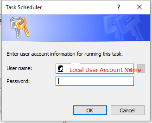 Task Scheduler
Enter user account information for running this task.
User name:
Local User Account Name
Password:
OK
Cancel